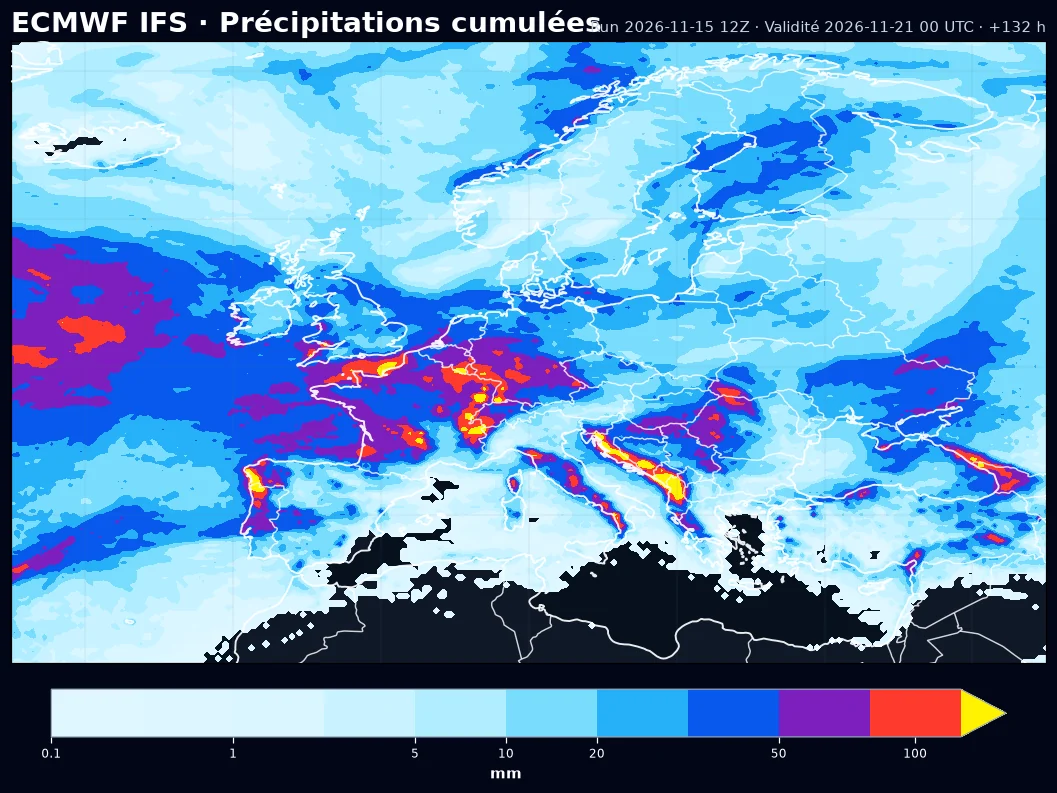 ECMWF IFS · Précipitations cumulées
Run 2026-11-15 12Z · Validité 2026-11-21 00 UTC · +132 h
0.1 1 5 10 20 50 100
mm